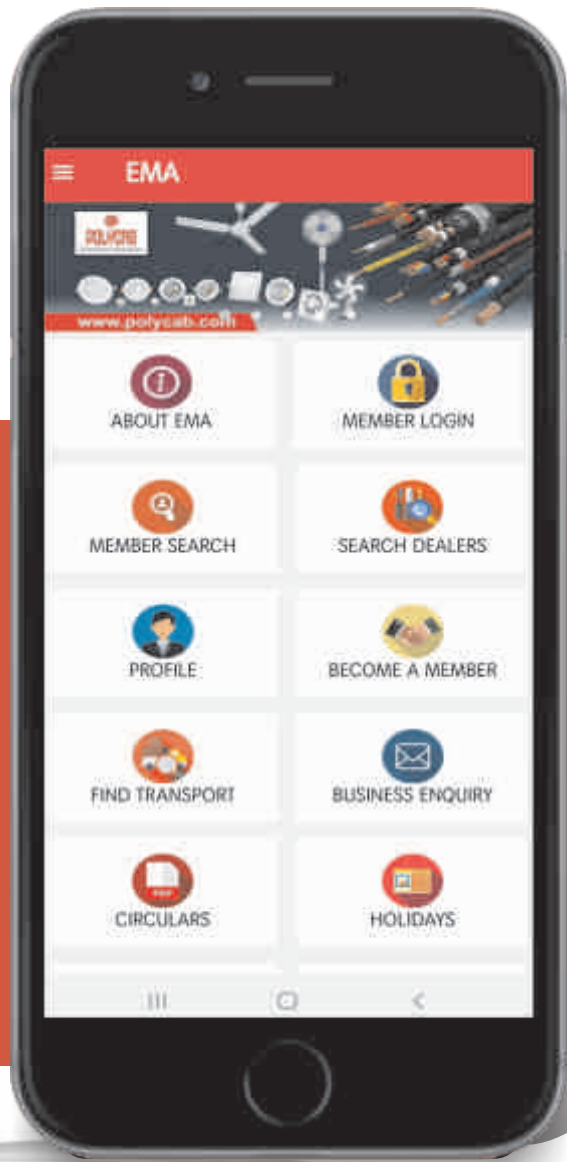 EMA
POLYCAB
www.polycab.com
ABOUT EMA
MEMBER LOGIN
MEMBER SEARCH
SEARCH DEALERS
PROFILE
BECOME A MEMBER
FIND TRANSPORT
BUSINESS ENQUIRY
CIRCULARS
HOLIDAYS